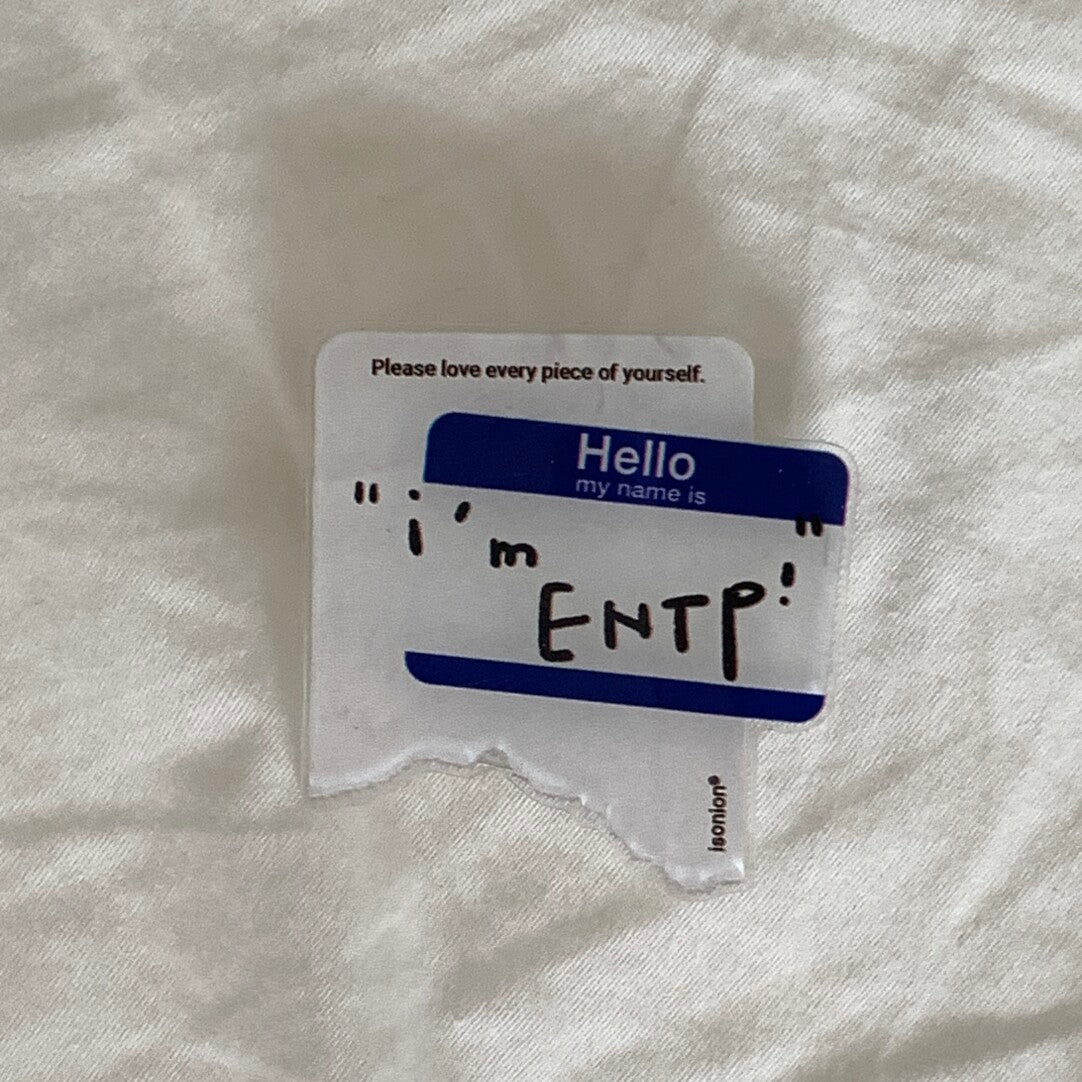 Please love every piece of yourself.
Hello
my name is
"i'm
ENTP!"
isonion®